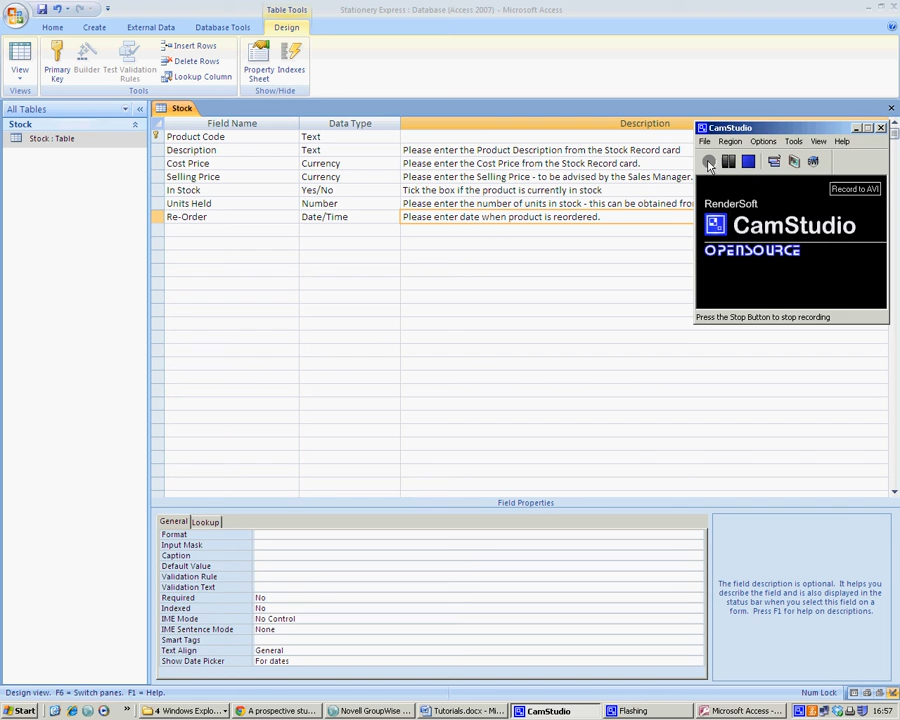 Table Tools
Stationery Express : Database (Access 2007) - Microsoft Access
Home
Create
External Data
Database Tools
Design
View
Primary Key
Builder
Test Validation Rules
Insert Rows
Delete Rows
Lookup Column
Property Sheet
Indexes
Views
Tools
Show/Hide
All Tables
Stock
Stock : Table
Stock
Field Name Data Type Description
Product Code Text
Description Text Please enter the Product Description from the Stock Record card
Cost Price Currency Please enter the Cost Price from the Stock Record card.
Selling Price Currency Please enter the Selling Price - to be advised by the Sales Manager.
In Stock Yes/No Tick the box if the product is currently in stock
Units Held Number Please enter the number of units in stock - this can be obtained fro
Re-Order Date/Time Please enter date when product is reordered.
CamStudio
File Region Options Tools View Help
Record to AVI
RenderSoft
CamStudio
OPENSOURCE
Press the Stop Button to stop recording
Field Properties
General Lookup
Format
Input Mask
Caption
Default Value
Validation Rule
Validation Text
Required No
Indexed No
IME Mode No Control
IME Sentence Mode None
Smart Tags
Text Align General
Show Date Picker For dates
The field description is optional. It helps you
describe the field and is also displayed in the
status bar when you select this field on a
form. Press F1 for help on descriptions.
Design view. F6 = Switch panes. F1 = Help.
Num Lock
Start
4 Windows Explo...
A prospective stu...
Novell GroupWise ...
Tutorials.docx - Mi...
CamStudio
Flashing
Microsoft Access -...
16:57